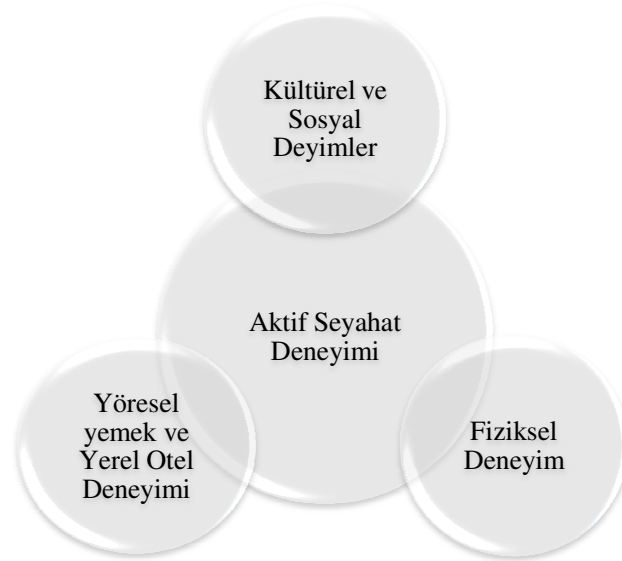 Kültürel ve
Sosyal
Deyimler
Aktif Seyahat
Deneyimi
Yöresel
yemek ve
Yerel Otel
Deneyimi
Fiziksel
Deneyim